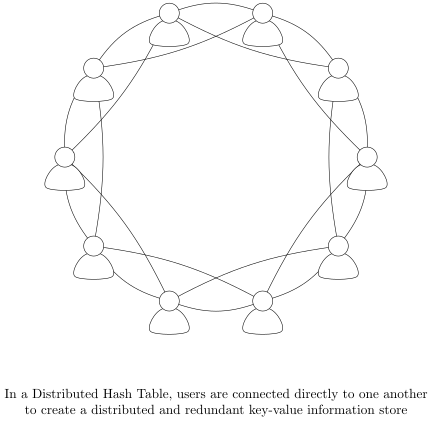 In a Distributed Hash Table, users are connected directly to one another
to create a distributed and redundant key-value information store